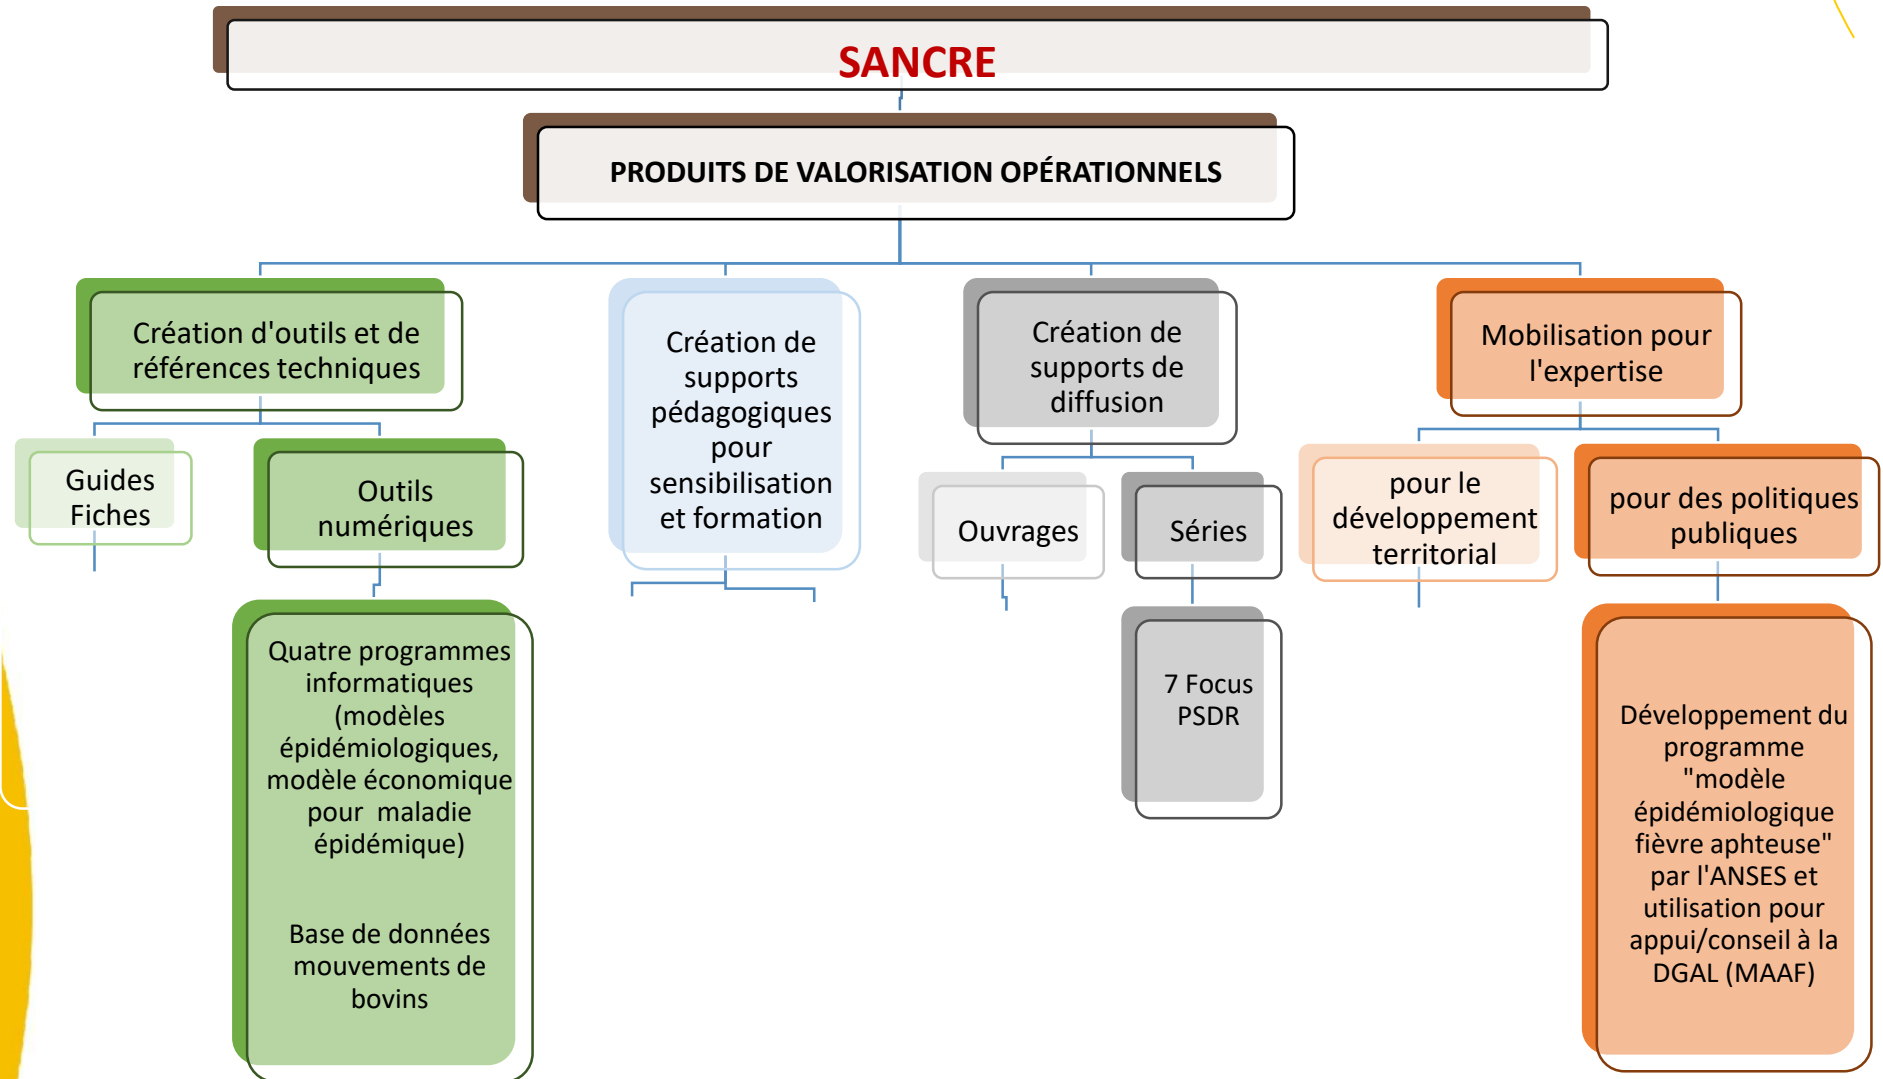 SANCRE
PRODUITS DE VALORISATION OPÉRATIONNELS
Création d'outils et de
références techniques
Guides
Fiches
Outils
numériques
Quatre programmes
informatiques
(modèles
épidémiologiques,
modèle économique
pour maladie
épidémique)
Base de données
mouvements de
bovins
Création de
supports
pédagogiques
pour
sensibilisation
et formation
Création de
supports de
diffusion
Ouvrages
Séries
7 Focus
PSDR
Mobilisation pour
l'expertise
pour le
développement
territorial
pour des politiques
publiques
Développement du
programme
"modèle
épidémiologique
fièvre aphteuse"
par l'ANSES et
utilisation pour
appui/conseil à la
DGAL (MAAF)